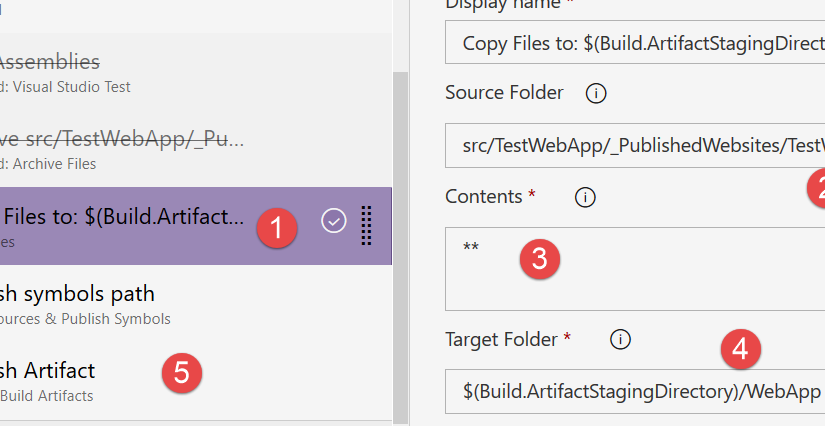 Assemblies
d: Visual Studio Test
ve src/TestWebApp/_Pu...
d: Archive Files
Files to: $(Build.Artifact...
es
1
sh symbols path
ources & Publish Symbols
sh Artifact
Build Artifacts
5
Display name *
Copy Files to: $(Build.ArtifactStagingDirect
Source Folder
src/TestWebApp/_PublishedWebsites/TestW
2
Contents *
**
3
Target Folder *
4
$(Build.ArtifactStagingDirectory)/WebApp